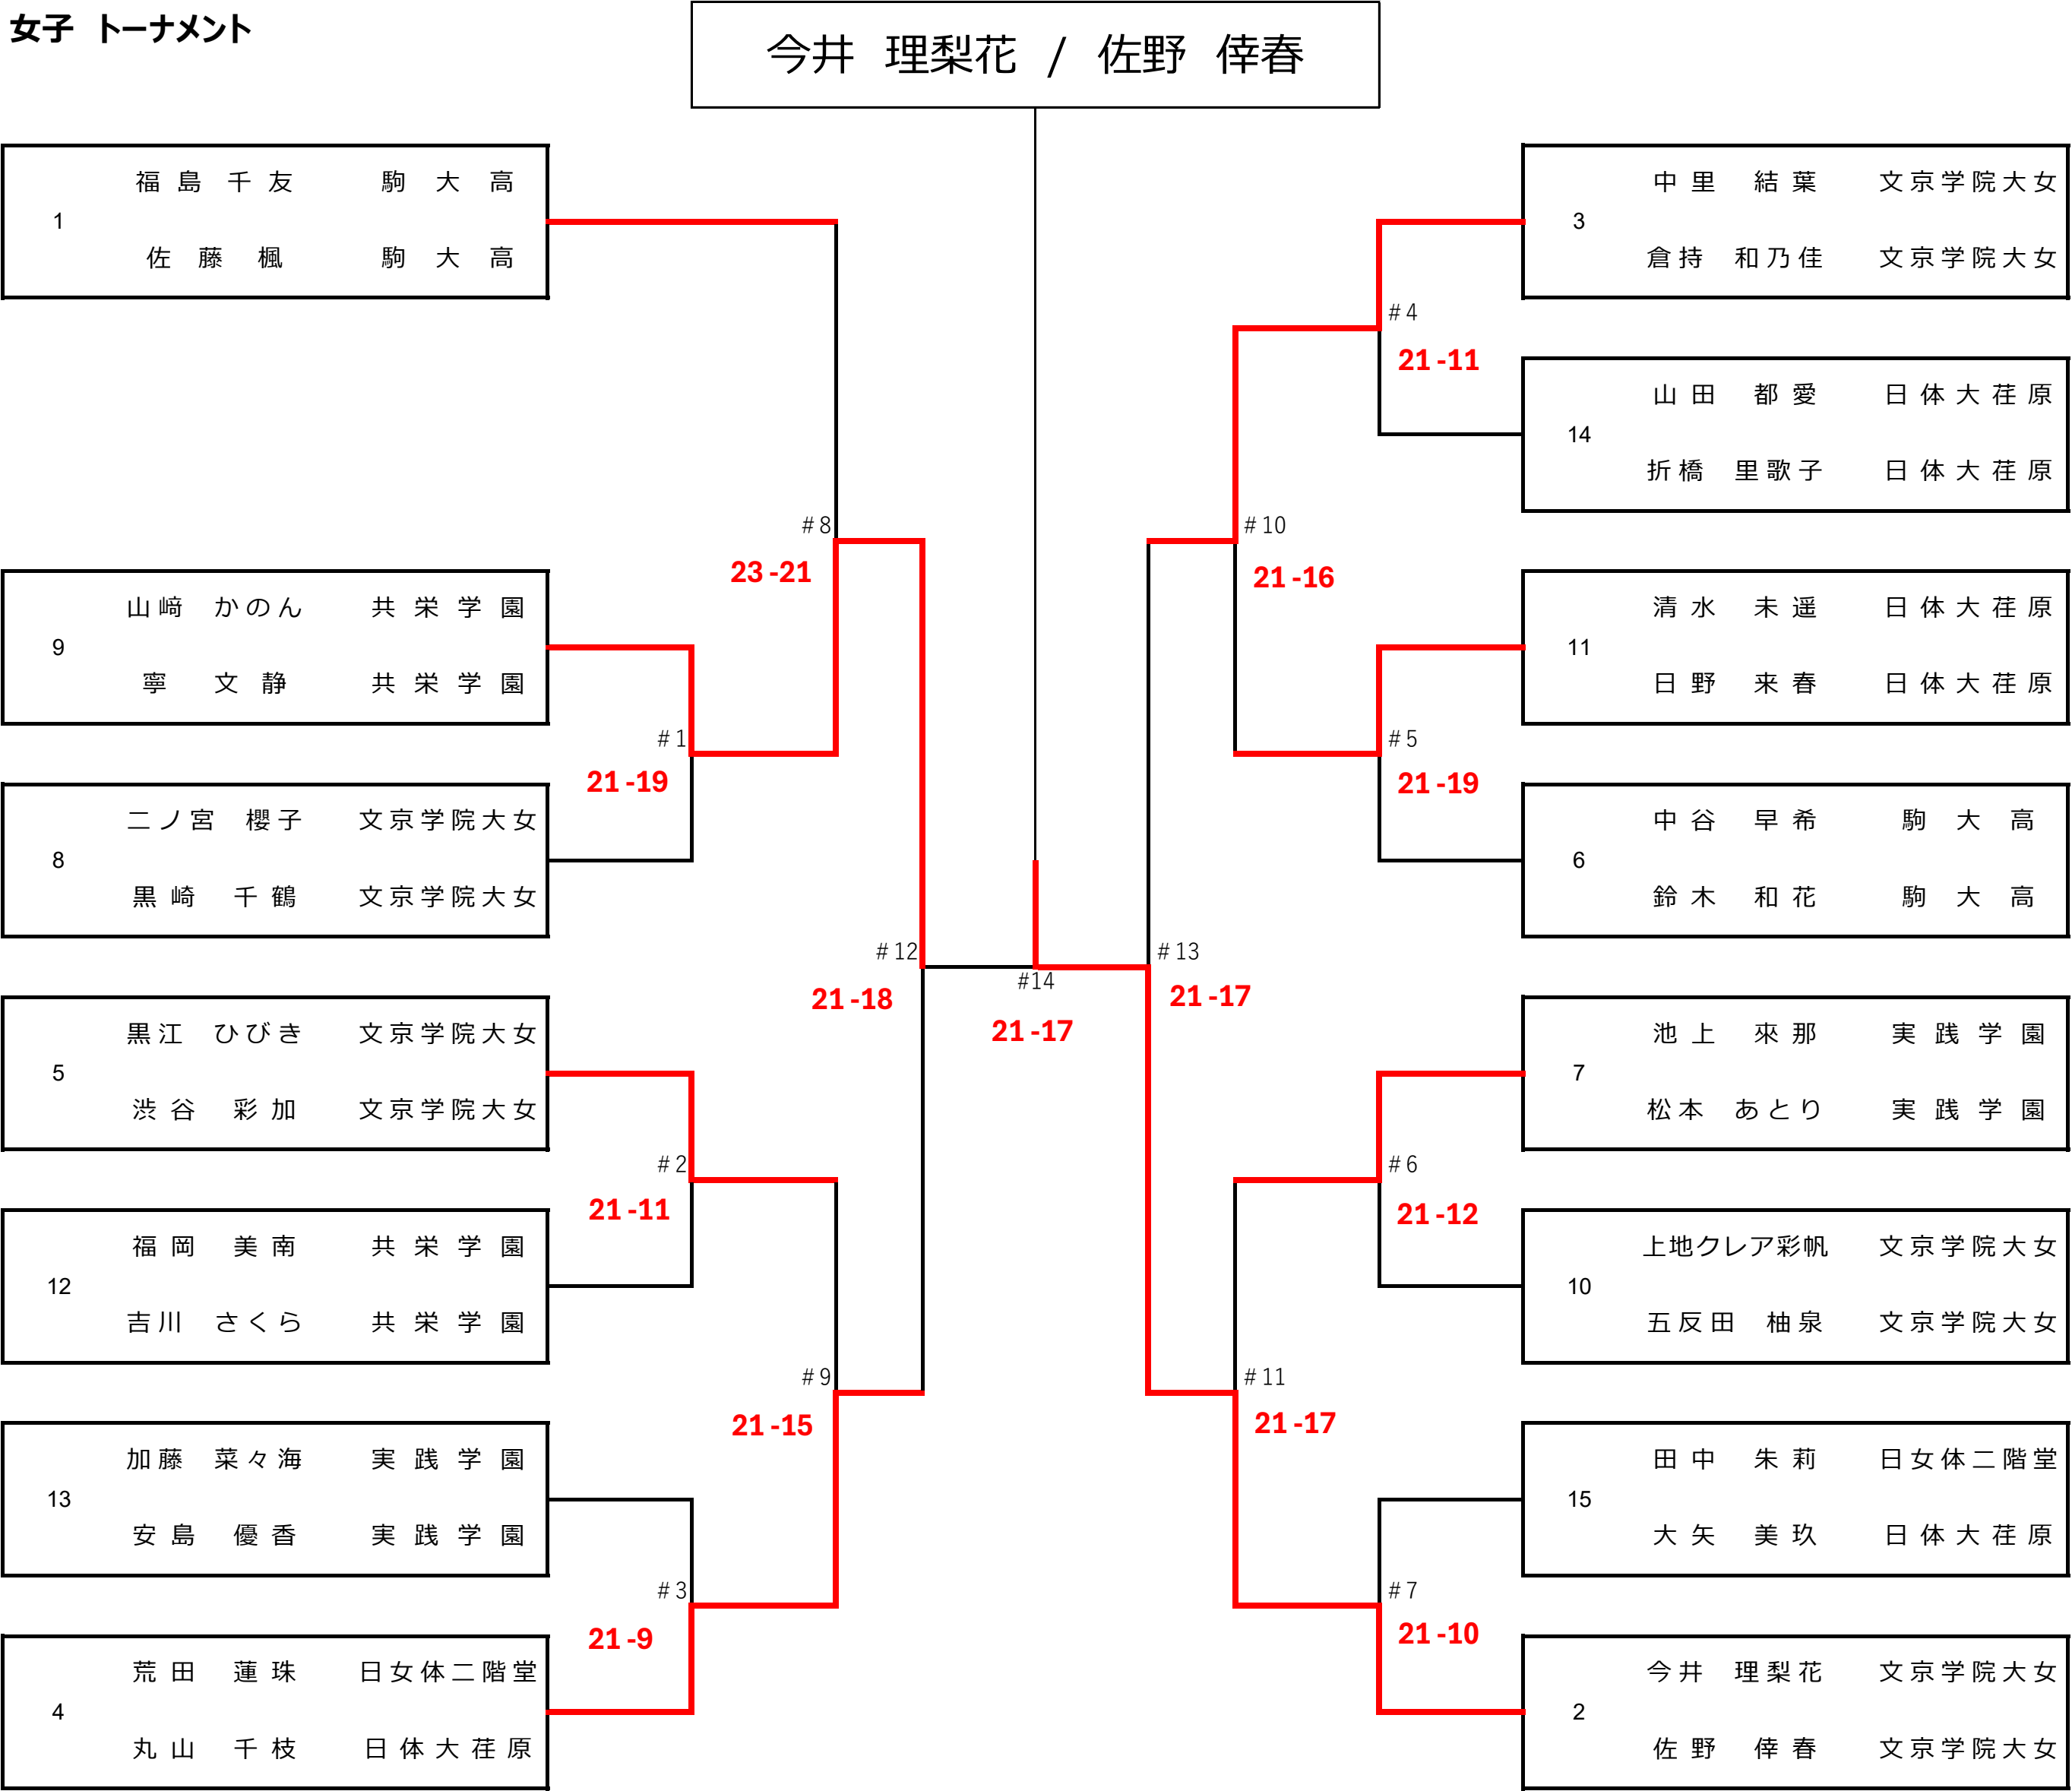 女子　トーナメント
今井　理梨花　/　佐野　倖春
1
福島千友　駒大高
佐藤　楓　駒大高
9
山﨑　かのん　共栄学園
寧　文静　共栄学園
8
二ノ宮　櫻子　文京学院大女
黒崎　千鶴　文京学院大女
5
黒江　ひびき　文京学院大女
渋谷　彩加　文京学院大女
12
福岡　美南　共栄学園
吉川　さくら　共栄学園
13
加藤　菜々海　実践学園
安島　優香　実践学園
4
荒田　蓮珠　日女体二階堂
丸山　千枝　日体大荏原
#1
21-19
#2
21-11
#3
21-9
#8
23-21
#9
21-15
#12
21-18
#14
21-17
#13
21-17
#10
21-16
#11
21-17
#4
21-11
#5
21-19
#6
21-12
#7
21-10
3
中里　結葉　文京学院大女
倉持　和乃佳　文京学院大女
14
山田　都愛　日体大荏原
折橋　里歌子　日体大荏原
11
清水　未遥　日体大荏原
日野　来春　日体大荏原
6
中谷　早希　駒大高
鈴木　和花　駒大高
7
池上　來那　実践学園
松本　あとり　実践学園
10
上地クレア彩帆　文京学院大女
五反田　柚泉　文京学院大女
15
田中　朱莉　日女体二階堂
大矢　美玖　日体大荏原
2
今井　理梨花　文京学院大女
佐野　倖春　文京学院大女